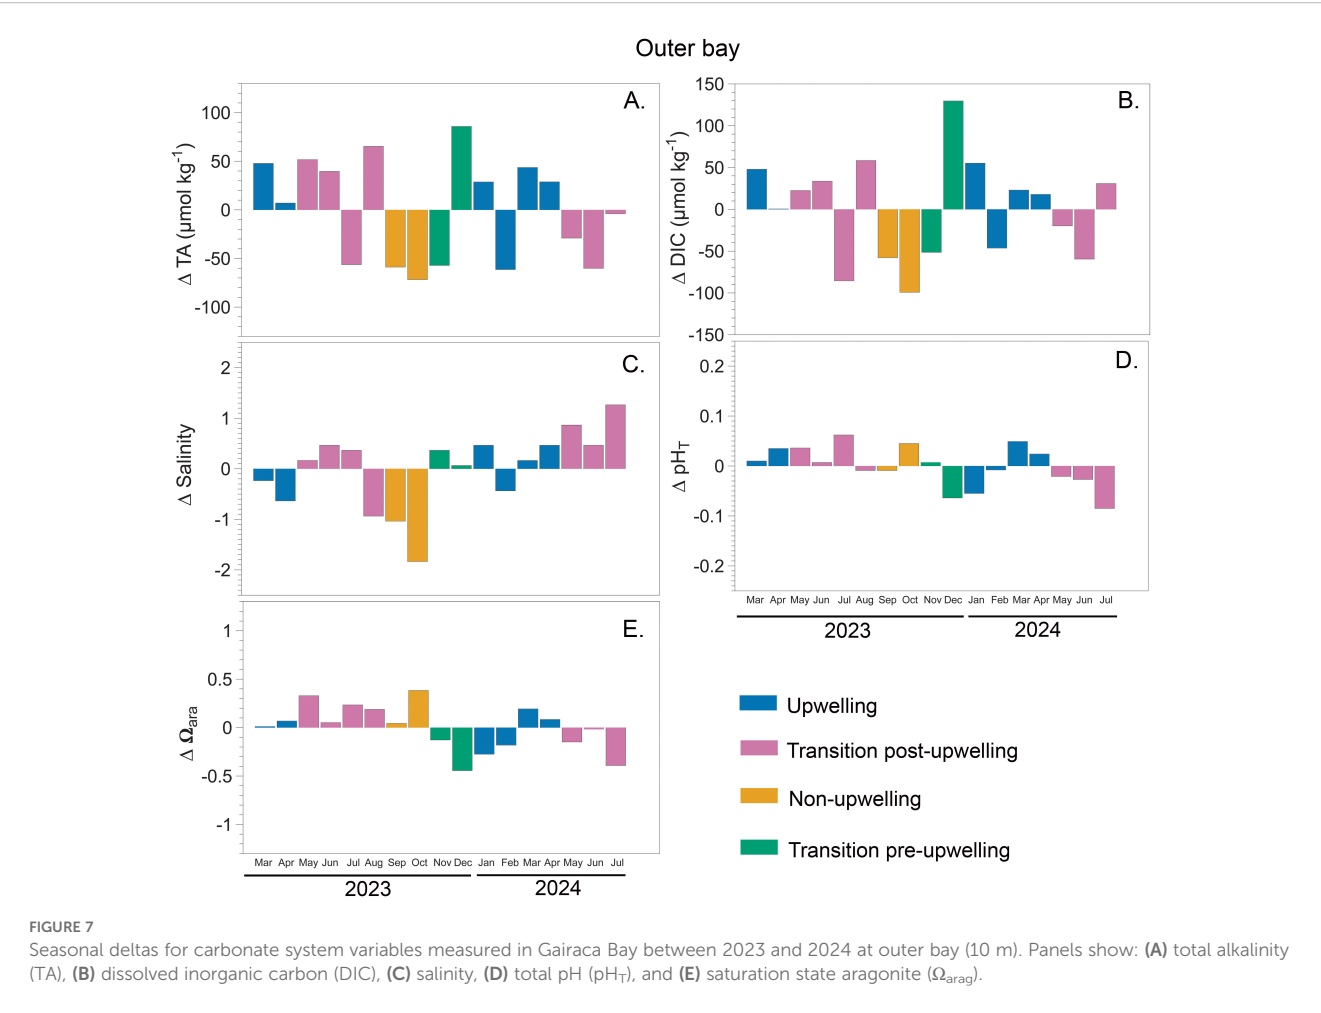 Outer bay
A.
100
50
0
-50
-100
Δ TA (μmol kg-1)
B.
150
100
50
0
-50
-100
-150
Δ DIC (μmol kg-1)
C.
2
1
0
-1
-2
Δ Salinity
D.
0.2
0.1
0
-0.1
-0.2
Δ pHT
Mar Apr May Jun Jul Aug Sep Oct Nov Dec Jan Feb Mar Apr May Jun Jul
2023 2024
E.
1
0.5
0
-0.5
-1
Δ Ωara
Mar Apr May Jun Jul Aug Sep Oct Nov Dec Jan Feb Mar Apr May Jun Jul
2023 2024
Upwelling
Transition post-upwelling
Non-upwelling
Transition pre-upwelling
FIGURE 7
Seasonal deltas for carbonate system variables measured in Gairaca Bay between 2023 and 2024 at outer bay (10 m). Panels show: (A) total alkalinity
(TA), (B) dissolved inorganic carbon (DIC), (C) salinity, (D) total pH (pHT), and (E) saturation state aragonite (Ωarag).